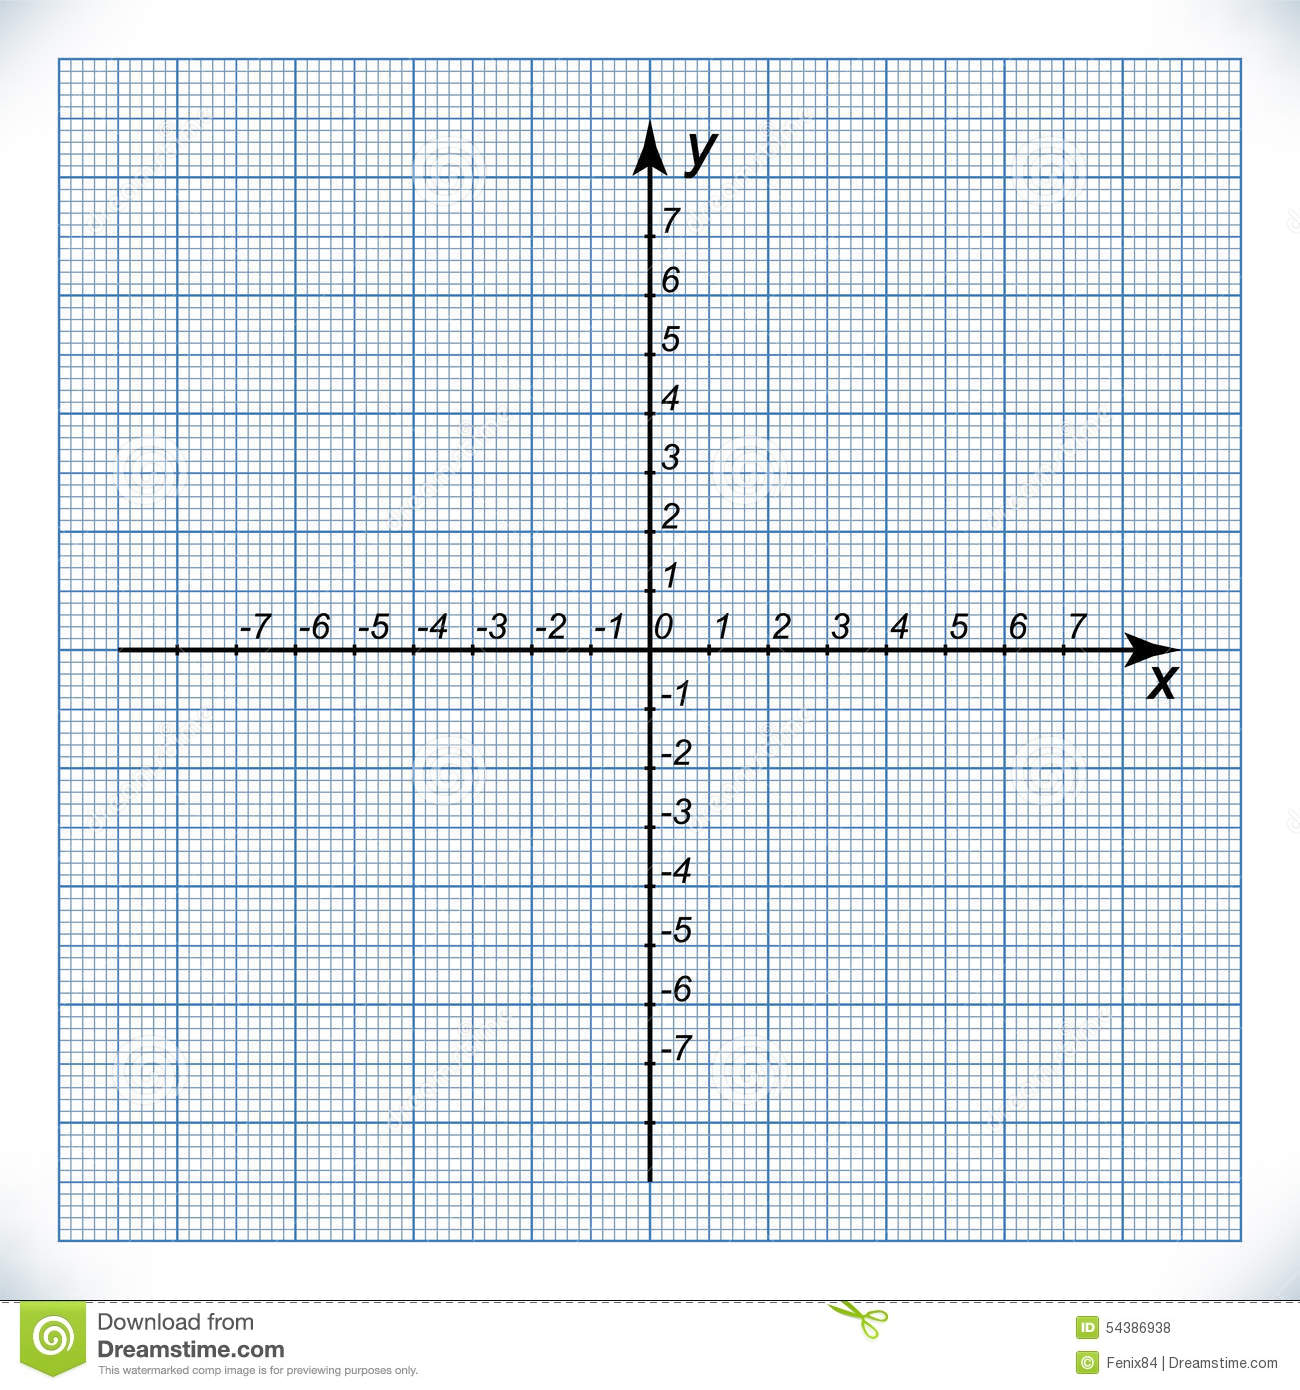 y
7
6
5
4
3
2
1
-7 -6 -5 -4 -3 -2 -1 0 1 2 3 4 5 6 7
x
-1
-2
-3
-4
-5
-6
-7
Download from
Dreamstime.com
This watermarked comp image is for previewing purposes only.
ID 54386938
© Fenix84 | Dreamstime.com